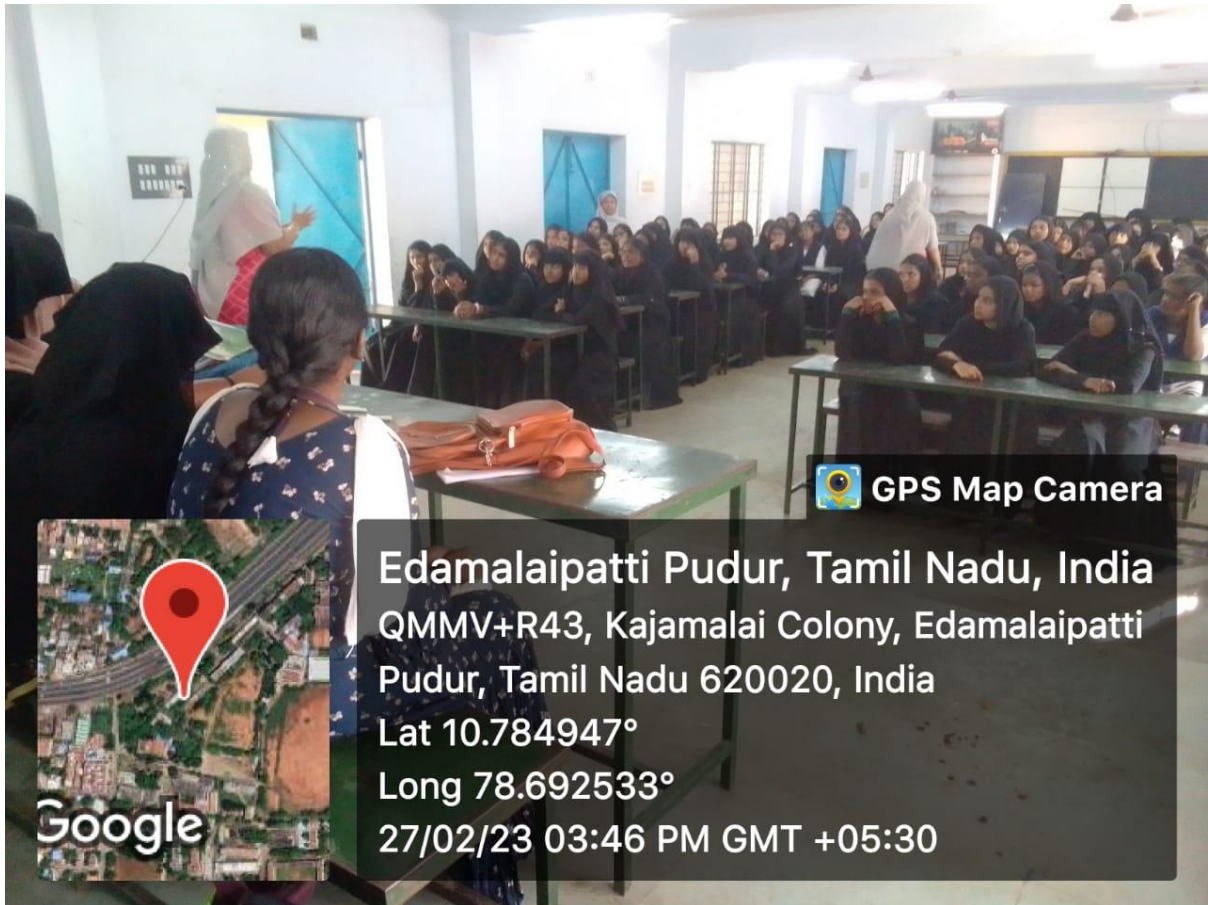 GPS Map Camera
Edamalaipatti Pudur, Tamil Nadu, India
QMMV+R43, Kajamalai Colony, Edamalaipatti
Pudur, Tamil Nadu 620020, India
Lat 10.784947°
Long 78.692533°
27/02/23 03:46 PM GMT +05:30
Google